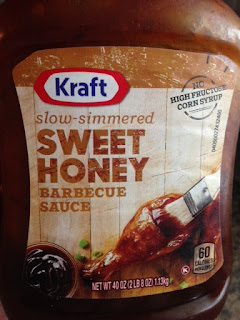 Kraft
NO
HIGH FRUCTOSE
CORN SYRUP
slow-simmered
SWEET
HONEY
BARBECUE
SAUCE
60
CALORIES
NET WT 40 OZ (2 LB 8 OZ) 1.13kg